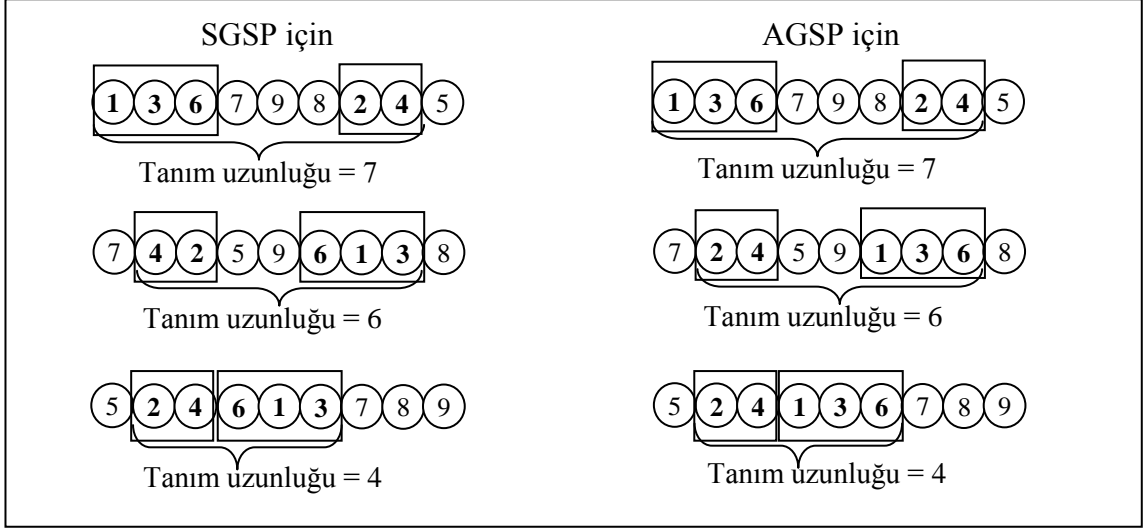 SGSP için
1 3 6 7 9 8 2 4 5
Tanım uzunluğu = 7
7 4 2 5 9 6 1 3 8
Tanım uzunluğu = 6
5 2 4 6 1 3 7 8 9
Tanım uzunluğu = 4
AGSP için
1 3 6 7 9 8 2 4 5
Tanım uzunluğu = 7
7 2 4 5 9 1 3 6 8
Tanım uzunluğu = 6
5 2 4 1 3 6 7 8 9
Tanım uzunluğu = 4